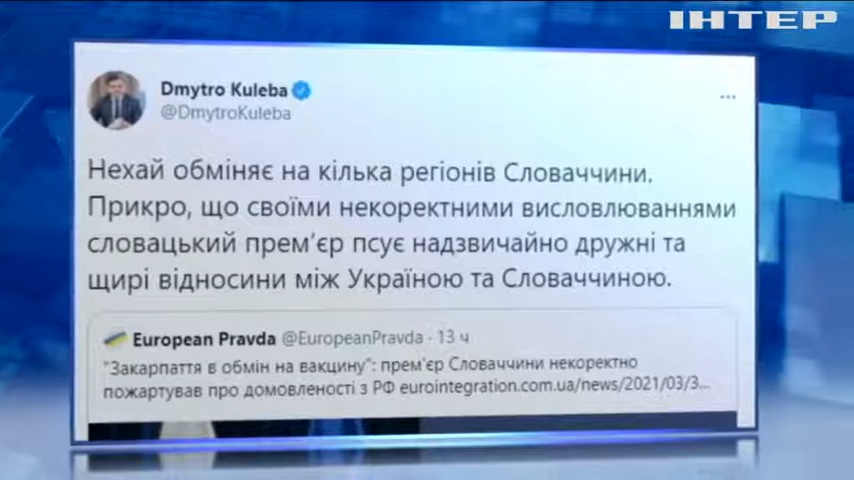 ІНТЕР
Dmytro Kuleba
@DmytroKuleba
Нехай обміняє на кілька регіонів Словаччини.
Прикро, що своїми некоректними висловлюваннями
словацький прем’єр псує надзвичайно дружні та
щирі відносини між Україною та Словаччиною.
European Pravda @EuropeanPravda · 13 ч
"Закарпаття в обмін на вакцину": прем'єр Словаччини некоректно
пожартував про домовленості з РФ eurointegration.com.ua/news/2021/03/3...